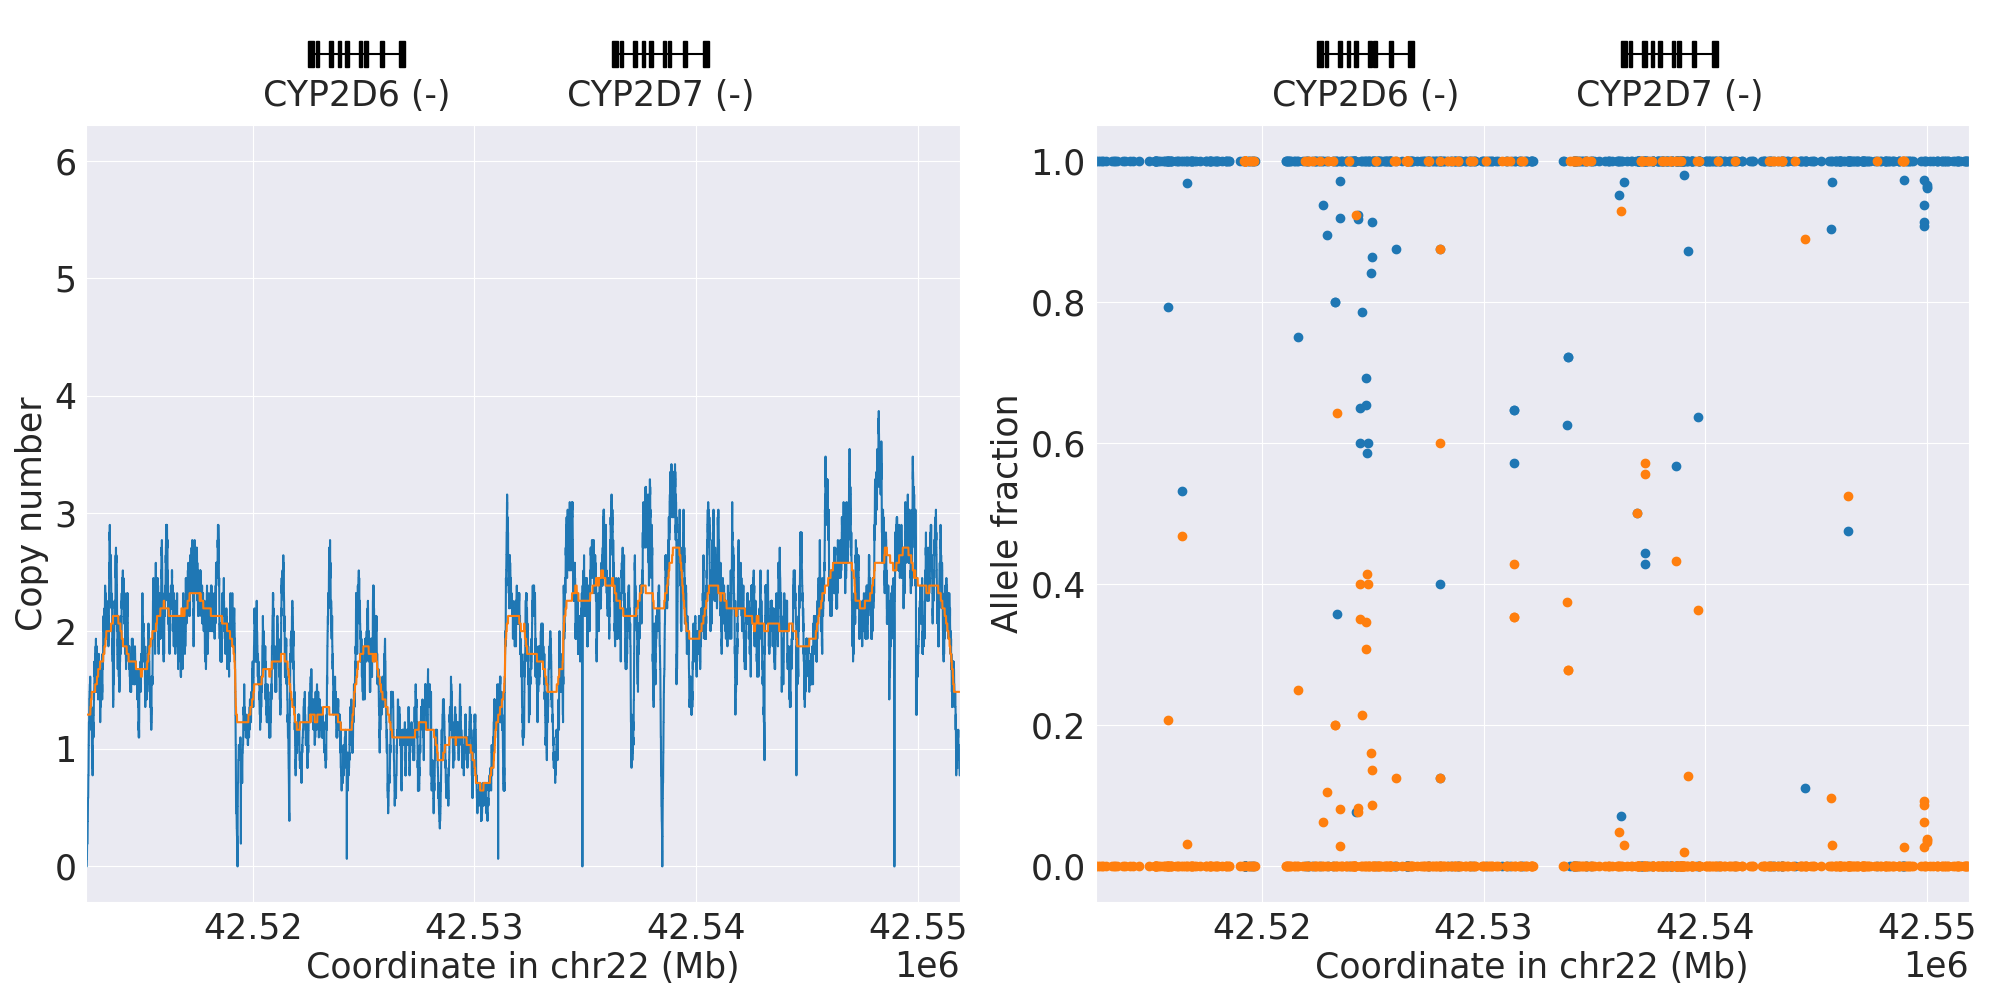 CYP2D6 (-) CYP2D7 (-)
Copy number
6
5
4
3
2
1
0
42.52 42.53 42.54 42.55
Coordinate in chr22 (Mb) 1e6
CYP2D6 (-) CYP2D7 (-)
Allele fraction
1.0
0.8
0.6
0.4
0.2
0.0
42.52 42.53 42.54 42.55
Coordinate in chr22 (Mb) 1e6